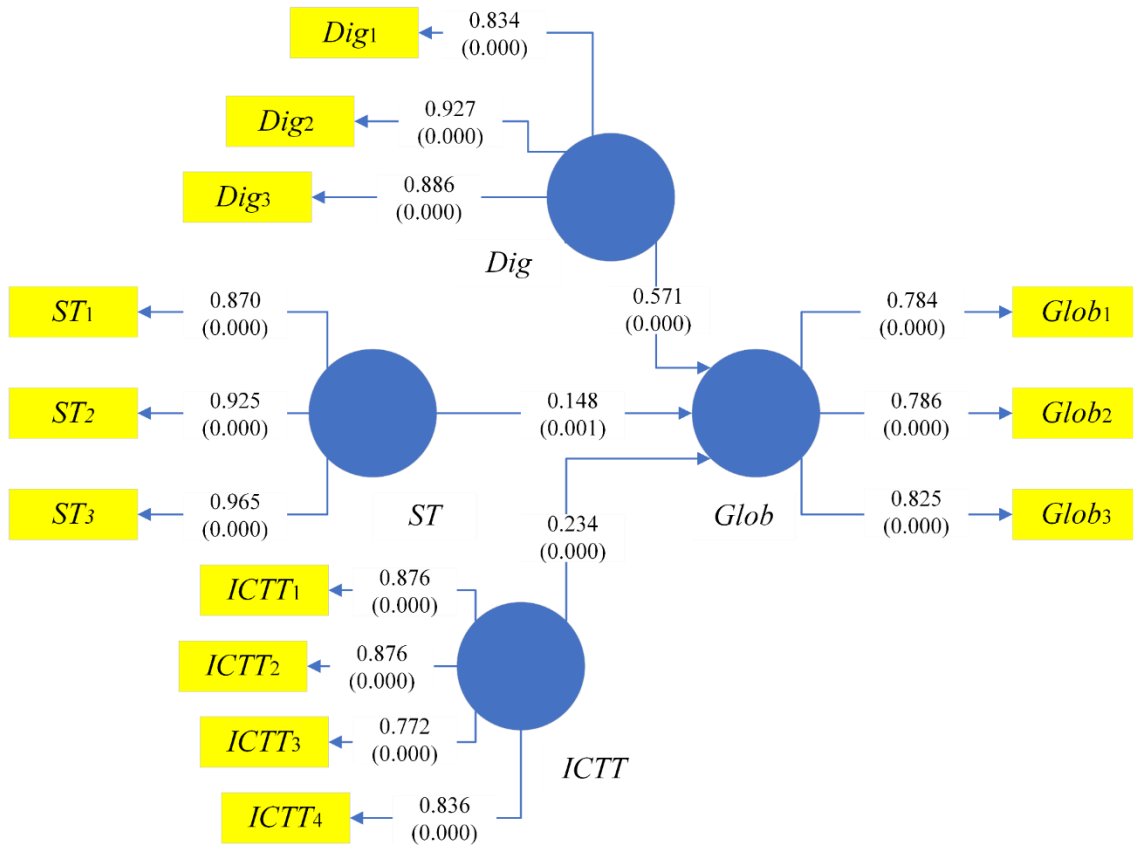 Dig1
0.834
(0.000)
Dig2
0.927
(0.000)
Dig3
0.886
(0.000)
Dig
0.571
(0.000)
ST1
0.870
(0.000)
ST2
0.925
(0.000)
ST3
0.965
(0.000)
ST
0.148
(0.001)
Glob
0.784
(0.000)
Glob1
0.786
(0.000)
Glob2
0.825
(0.000)
Glob3
0.234
(0.000)
ICTT1
0.876
(0.000)
ICTT2
0.876
(0.000)
ICTT3
0.772
(0.000)
ICTT
ICTT4
0.836
(0.000)